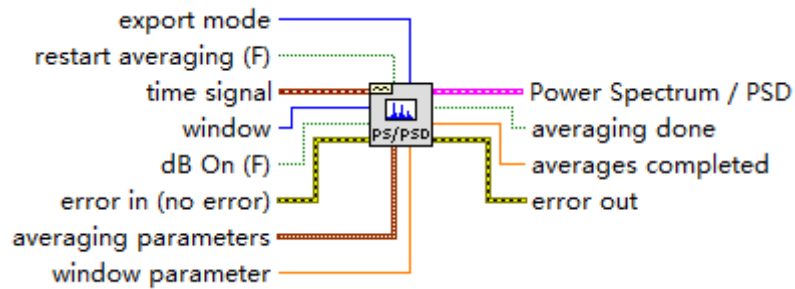 export mode
restart averaging (F)
time signal
window
dB On (F)
error in (no error)
averaging parameters
window parameter
PS/PSD
Power Spectrum / PSD
averaging done
averages completed
error out